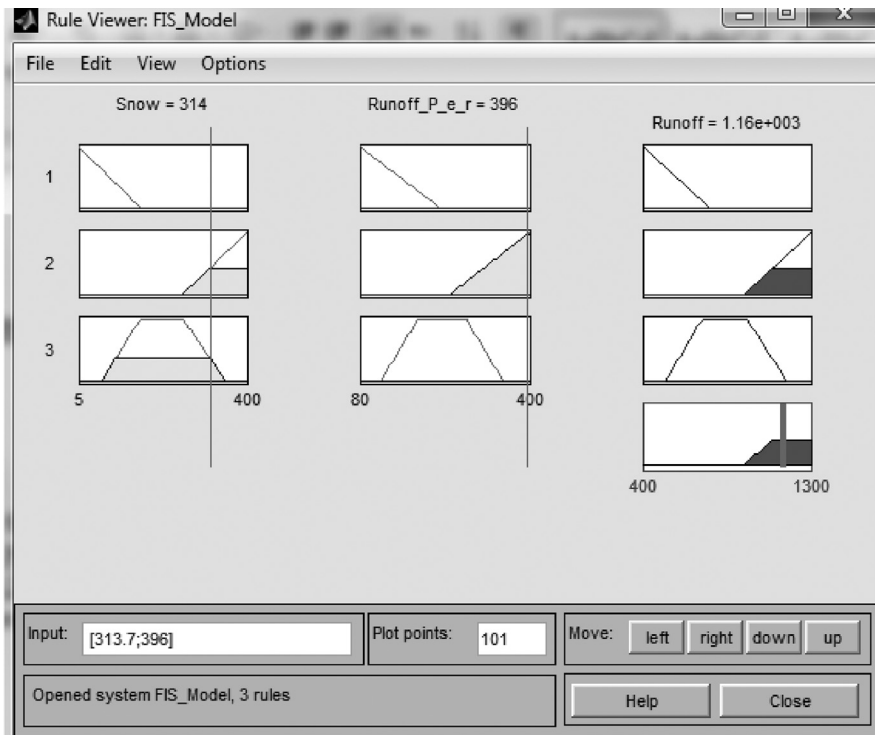 Rule Viewer: FIS_Model
File Edit View Options
Snow = 314
Runoff_P_e_r = 396
Runoff = 1.16e+003
1
2
3
5 400
80 400
400 1300
Input: [313.7;396]
Plot points: 101
Move: left right down up
Opened system FIS_Model, 3 rules
Help Close